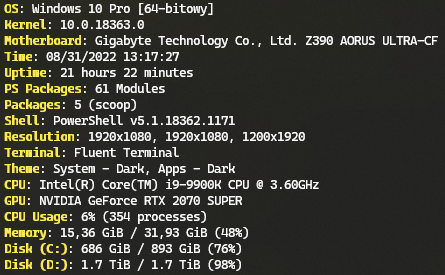 OS: Windows 10 Pro [64-bitowy]
Kernel: 10.0.18363.0
Motherboard: Gigabyte Technology Co., Ltd. Z390 AORUS ULTRA-CF
Time: 08/31/2022 13:17:27
Uptime: 21 hours 22 minutes
PS Packages: 61 Modules
Packages: 5 (scoop)
Shell: PowerShell v5.1.18362.1171
Resolution: 1920x1080, 1920x1080, 1200x1920
Terminal: Fluent Terminal
Theme: System - Dark, Apps - Dark
CPU: Intel(R) Core(TM) i9-9900K CPU @ 3.60GHz
GPU: NVIDIA GeForce RTX 2070 SUPER
CPU Usage: 6% (354 processes)
Memory: 15,36 GiB / 31,93 GiB (48%)
Disk (C:): 686 GiB / 893 GiB (76%)
Disk (D:): 1.7 TiB / 1.7 TiB (98%)